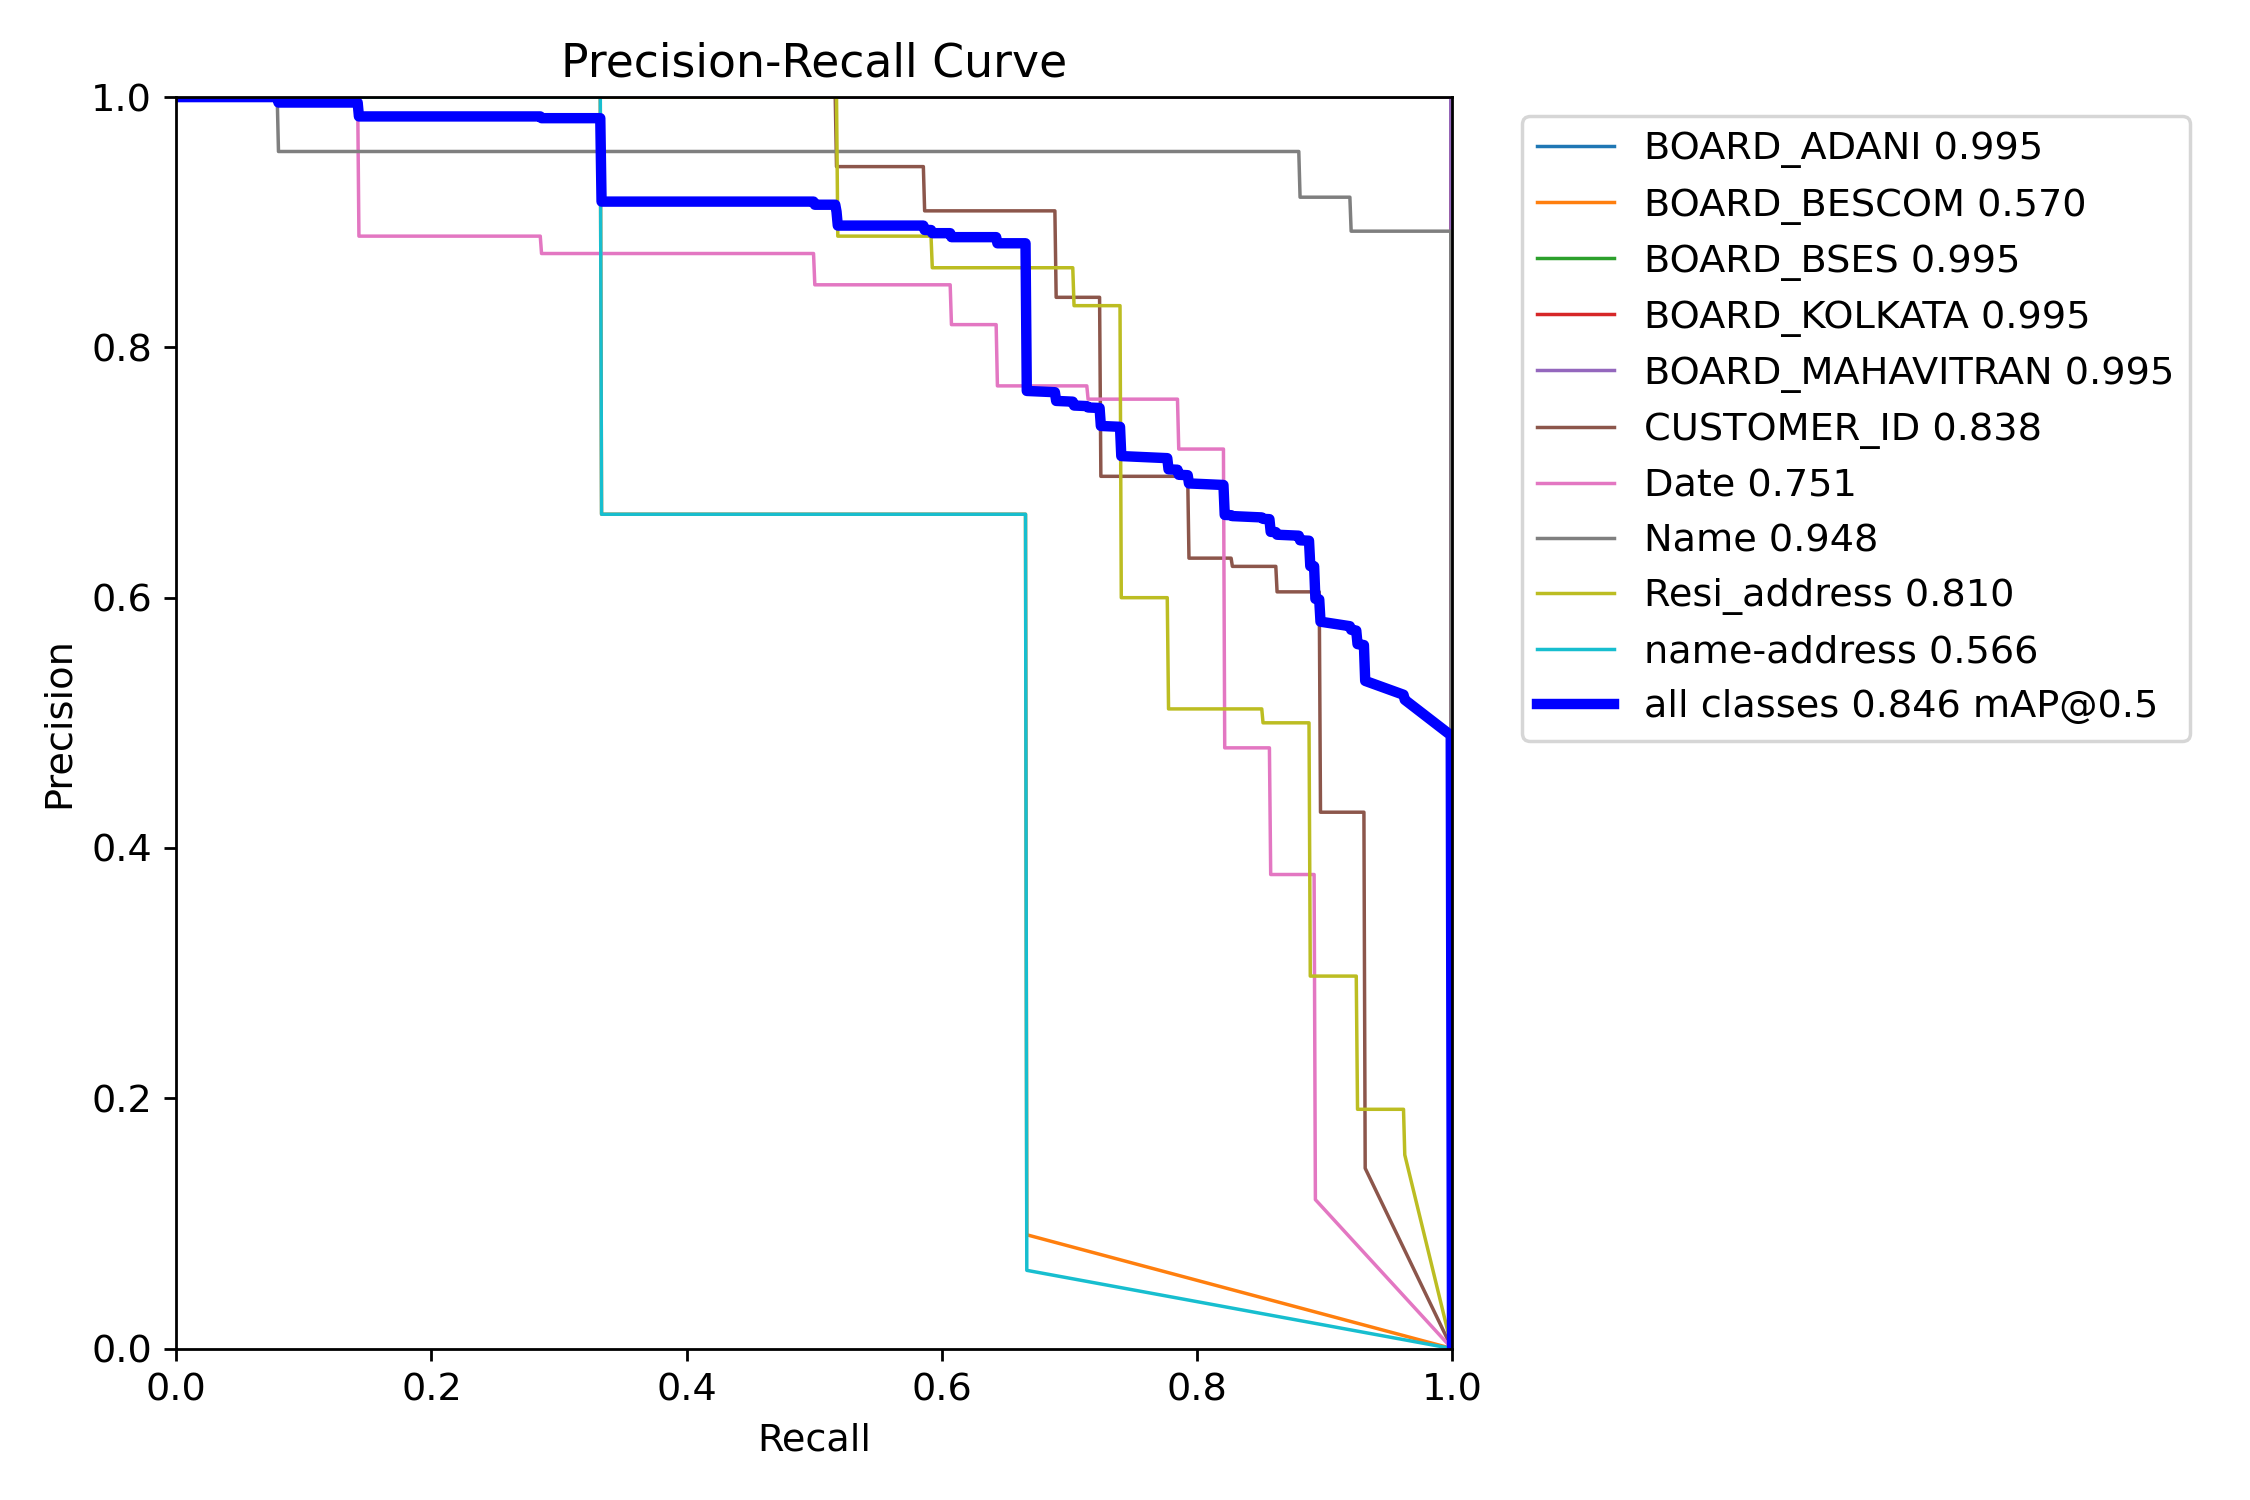 Precision-Recall Curve
1.0
0.8
0.6
0.4
0.2
0.0
Precision
0.0 0.2 0.4 0.6 0.8 1.0
Recall
BOARD_ADANI 0.995
BOARD_BESCOM 0.570
BOARD_BSES 0.995
BOARD_KOLKATA 0.995
BOARD_MAHAVITRAN 0.995
CUSTOMER_ID 0.838
Date 0.751
Name 0.948
Resi_address 0.810
name-address 0.566
all classes 0.846 mAP@0.5